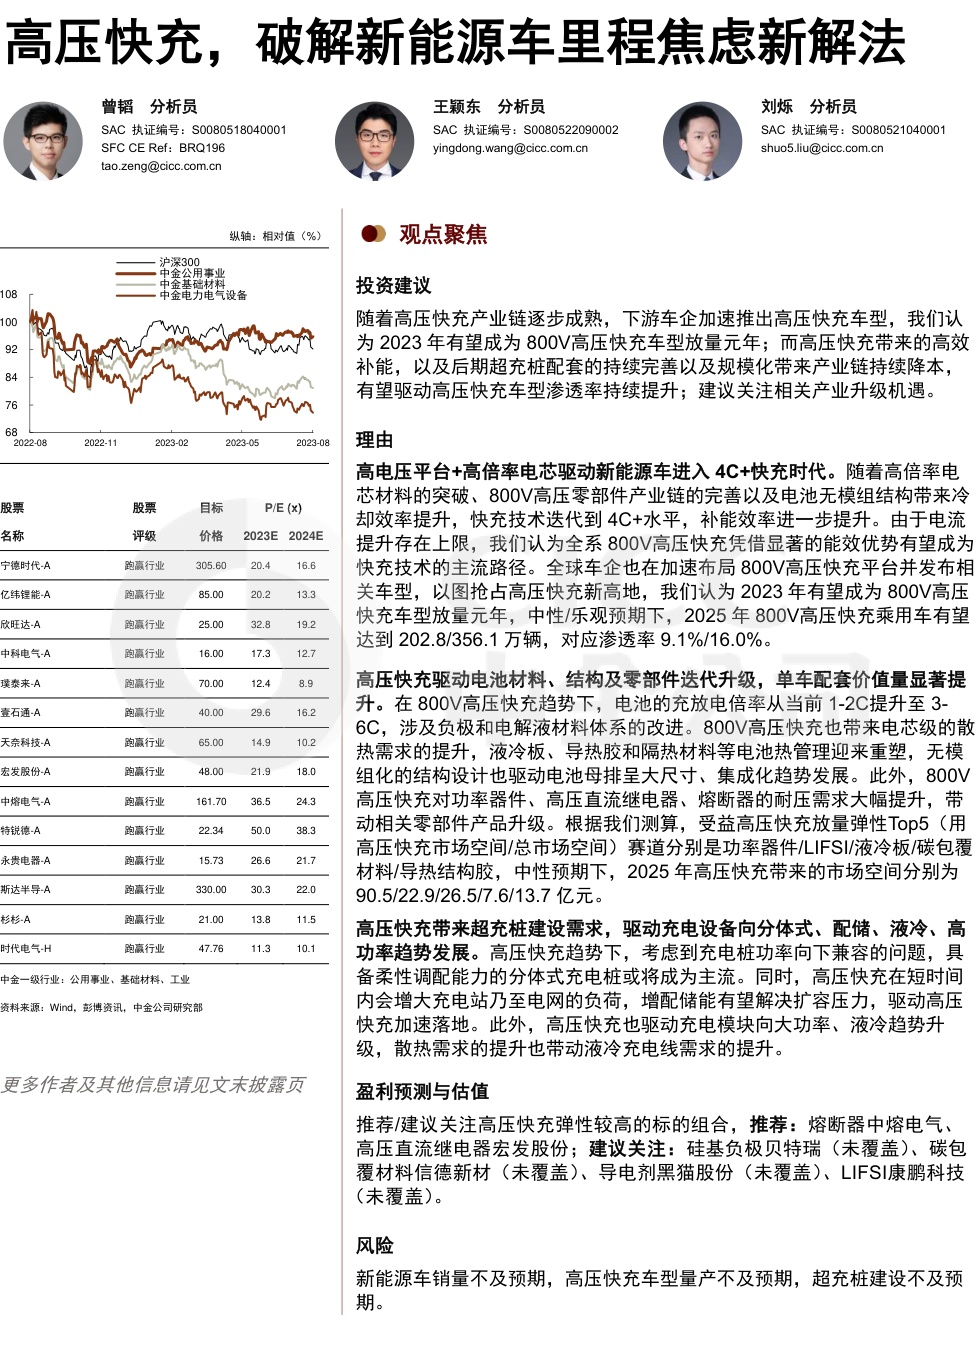 高压快充，破解新能源车里程焦虑新解法
曾韬 分析员
SAC 执证编号：S0080518040001
SFC CE Ref：BRQ196
tao.zeng@cicc.com.cn
王颖东 分析员
SAC 执证编号：S0080522090002
yingdong.wang@cicc.com.cn
刘烁 分析员
SAC 执证编号：S0080521040001
shuo5.liu@cicc.com.cn
纵轴：相对值（%）
沪深300
中金公用事业
中金基础材料
中金电力电气设备
108
100
92
84
76
68
2022-08 2022-11 2023-02 2023-05 2023-08
股票 股票 目标 P/E (x)
名称 评级 价格 2023E 2024E
宁德时代-A 跑赢行业 305.60 20.4 16.6
亿纬锂能-A 跑赢行业 85.00 20.2 13.3
欣旺达-A 跑赢行业 25.00 32.8 19.2
中科电气-A 跑赢行业 16.00 17.3 12.7
璞泰来-A 跑赢行业 70.00 12.4 8.9
壹石通-A 跑赢行业 40.00 29.6 16.2
天奈科技-A 跑赢行业 65.00 14.9 10.2
宏发股份-A 跑赢行业 48.00 21.9 18.0
中熔电气-A 跑赢行业 161.70 36.5 24.3
特锐德-A 跑赢行业 22.34 50.0 38.3
永贵电器-A 跑赢行业 15.73 26.6 21.7
斯达半导-A 跑赢行业 330.00 30.3 22.0
杉杉-A 跑赢行业 21.00 13.8 11.5
时代电气-H 跑赢行业 47.76 11.3 10.1
中金一级行业：公用事业、基础材料、工业
资料来源：Wind，彭博资讯，中金公司研究部
更多作者及其他信息请见文末披露页
观点聚焦
投资建议
随着高压快充产业链逐步成熟，下游车企加速推出高压快充车型，我们认
为 2023 年有望成为 800V高压快充车型放量元年；而高压快充带来的高效
补能，以及后期超充桩配套的持续完善以及规模化带来产业链持续降本，
有望驱动高压快充车型渗透率持续提升；建议关注相关产业升级机遇。
理由
高电压平台+高倍率电芯驱动新能源车进入 4C+快充时代。随着高倍率电
芯材料的突破、800V高压零部件产业链的完善以及电池无模组结构带来冷
却效率提升，快充技术迭代到 4C+水平，补能效率进一步提升。由于电流
提升存在上限，我们认为全系 800V高压快充凭借显著的能效优势有望成为
快充技术的主流路径。全球车企也在加速布局 800V高压快充平台并发布相
关车型，以图抢占高压快充新高地，我们认为 2023 年有望成为 800V高压
快充车型放量元年，中性/乐观预期下，2025 年 800V高压快充乘用车有望
达到 202.8/356.1 万辆，对应渗透率 9.1%/16.0%。
高压快充驱动电池材料、结构及零部件迭代升级，单车配套价值量显著提
升。在 800V高压快充趋势下，电池的充放电倍率从当前 1-2C提升至 3-
6C，涉及负极和电解液材料体系的改进。800V高压快充也带来电芯级的散
热需求的提升，液冷板、导热胶和隔热材料等电池热管理迎来重塑，无模
组化的结构设计也驱动电池母排呈大尺寸、集成化趋势发展。此外，800V
高压快充对功率器件、高压直流继电器、熔断器的耐压需求大幅提升，带
动相关零部件产品升级。根据我们测算，受益高压快充放量弹性Top5（用
高压快充市场空间/总市场空间）赛道分别是功率器件/LIFSI/液冷板/碳包覆
材料/导热结构胶，中性预期下，2025 年高压快充带来的市场空间分别为
90.5/22.9/26.5/7.6/13.7 亿元。
高压快充带来超充桩建设需求，驱动充电设备向分体式、配储、液冷、高
功率趋势发展。高压快充趋势下，考虑到充电桩功率向下兼容的问题，具
备柔性调配能力的分体式充电桩或将成为主流。同时，高压快充在短时间
内会增大充电站乃至电网的负荷，增配储能有望解决扩容压力，驱动高压
快充加速落地。此外，高压快充也驱动充电模块向大功率、液冷趋势升
级，散热需求的提升也带动液冷充电线需求的提升。
盈利预测与估值
推荐/建议关注高压快充弹性较高的标的组合，推荐：熔断器中熔电气、
高压直流继电器宏发股份；建议关注：硅基负极贝特瑞（未覆盖）、碳包
覆材料信德新材（未覆盖）、导电剂黑猫股份（未覆盖）、LIFSI康鹏科技
（未覆盖）。
风险
新能源车销量不及预期，高压快充车型量产不及预期，超充桩建设不及预
期。